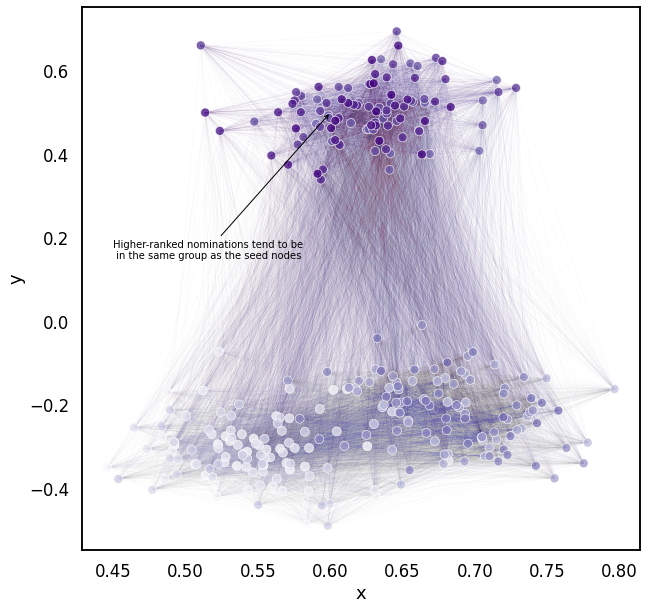 0.6
0.4
Higher-ranked nominations tend to be
in the same group as the seed nodes
0.2
0.0
−0.2
−0.4
y
0.45 0.50 0.55 0.60 0.65 0.70 0.75 0.80
x